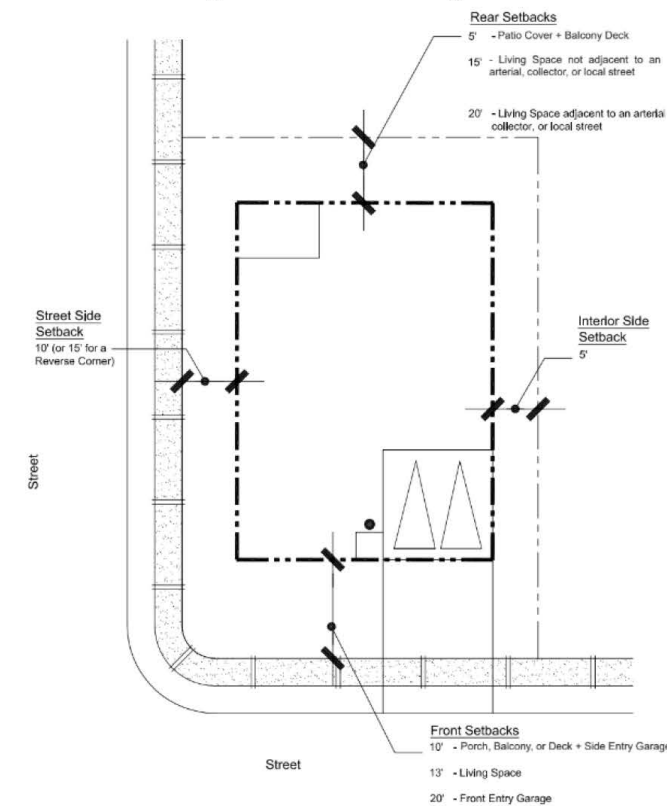 Rear Setbacks
5' - Patio Cover + Balcony Deck
15' - Living Space not adjacent to an
arterial, collector, or local street
20' - Living Space adjacent to an arterial
collector, or local street
Street Side
Setback
10' (or 15' for a
Reverse Corner)
Interior Side
Setback
5'
Street
Front Setbacks
10' - Porch, Balcony, or Deck + Side Entry Garage
13' - Living Space
20' - Front Entry Garage
Street